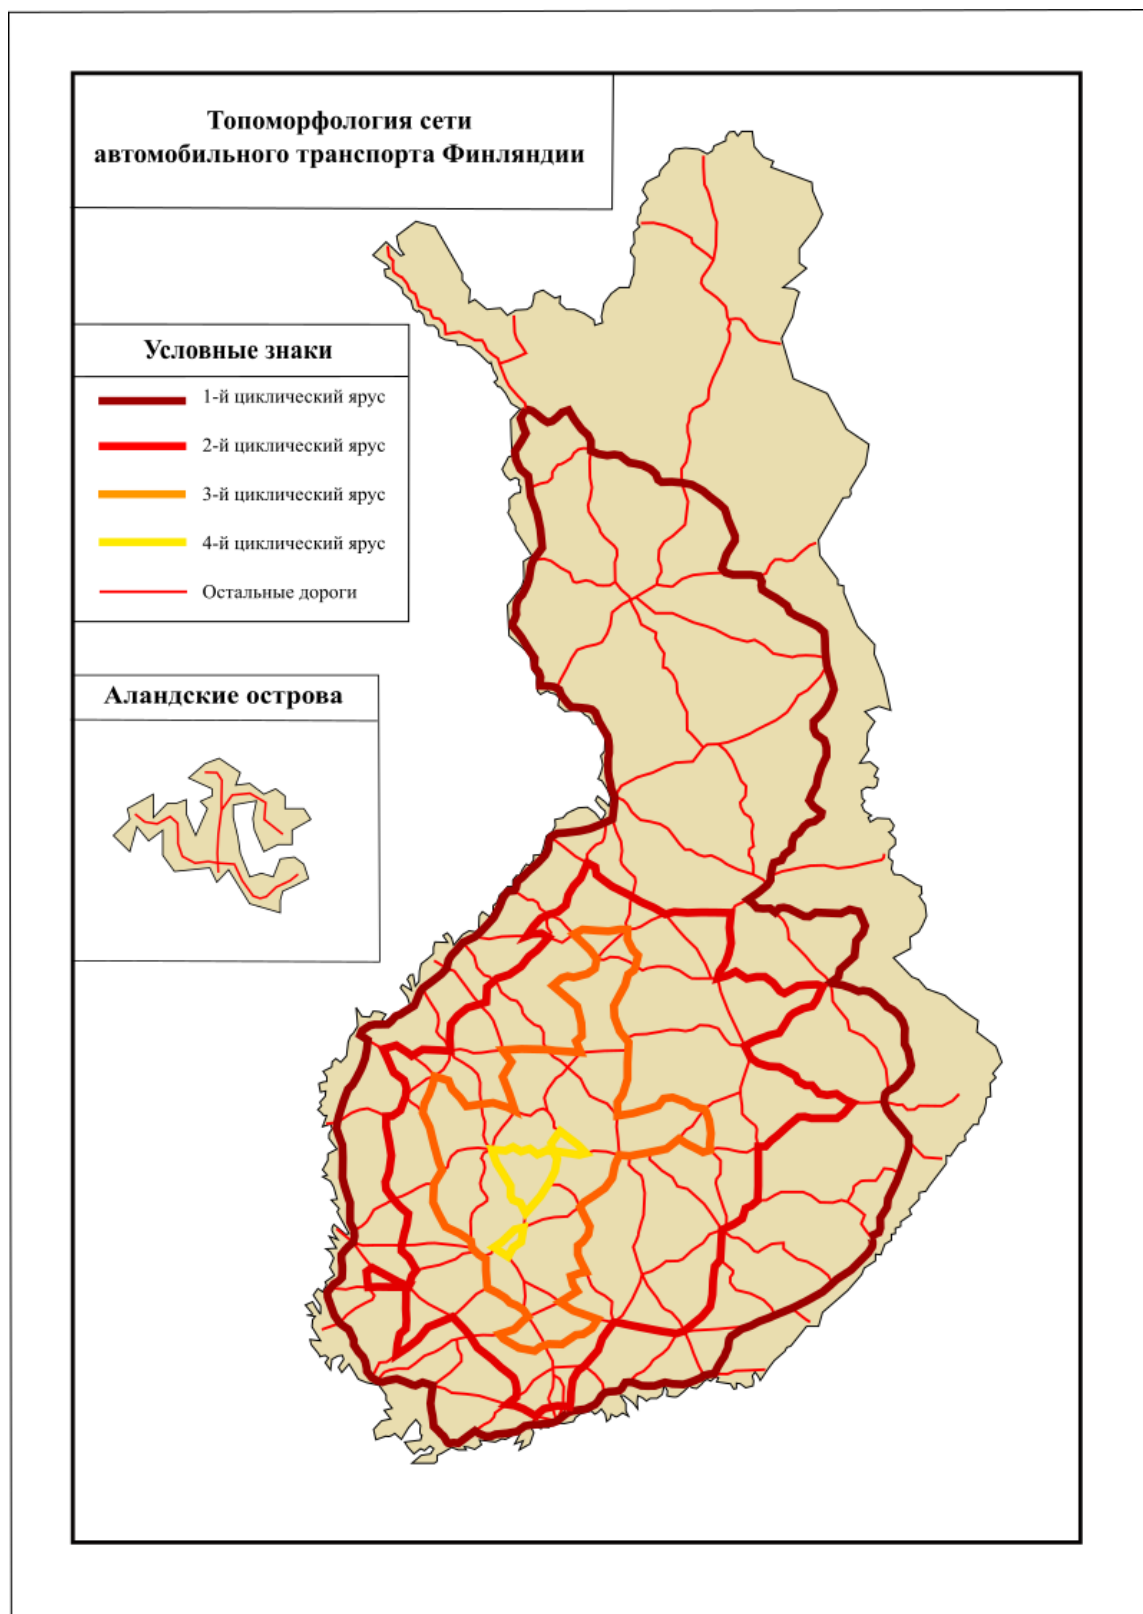 Топоморфология сети
автомобильного транспорта Финляндии
Условные знаки
1-й циклический ярус
2-й циклический ярус
3-й циклический ярус
4-й циклический ярус
Остальные дороги
Аландские острова